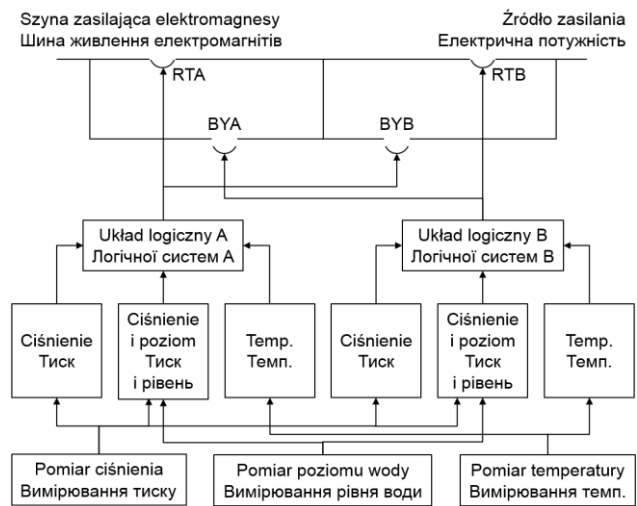 Szyna zasilająca elektromagnesy
Шина живлення електромагнітів
Źródło zasilania
Електрична потужність
RTA
RTB
BYA
BYB
Układ logiczny A
Логічної систем A
Układ logiczny B
Логічної систем B
Ciśnienie
Тиск
Ciśnienie
i poziom
Тиск
і рівень
Temp.
Темп.
Ciśnienie
Тиск
Ciśnienie
i poziom
Тиск
і рівень
Temp.
Темп.
Pomiar ciśnienia
Вимірювання тиску
Pomiar poziomu wody
Вимірювання рівня води
Pomiar temperatury
Вимірювання темп.